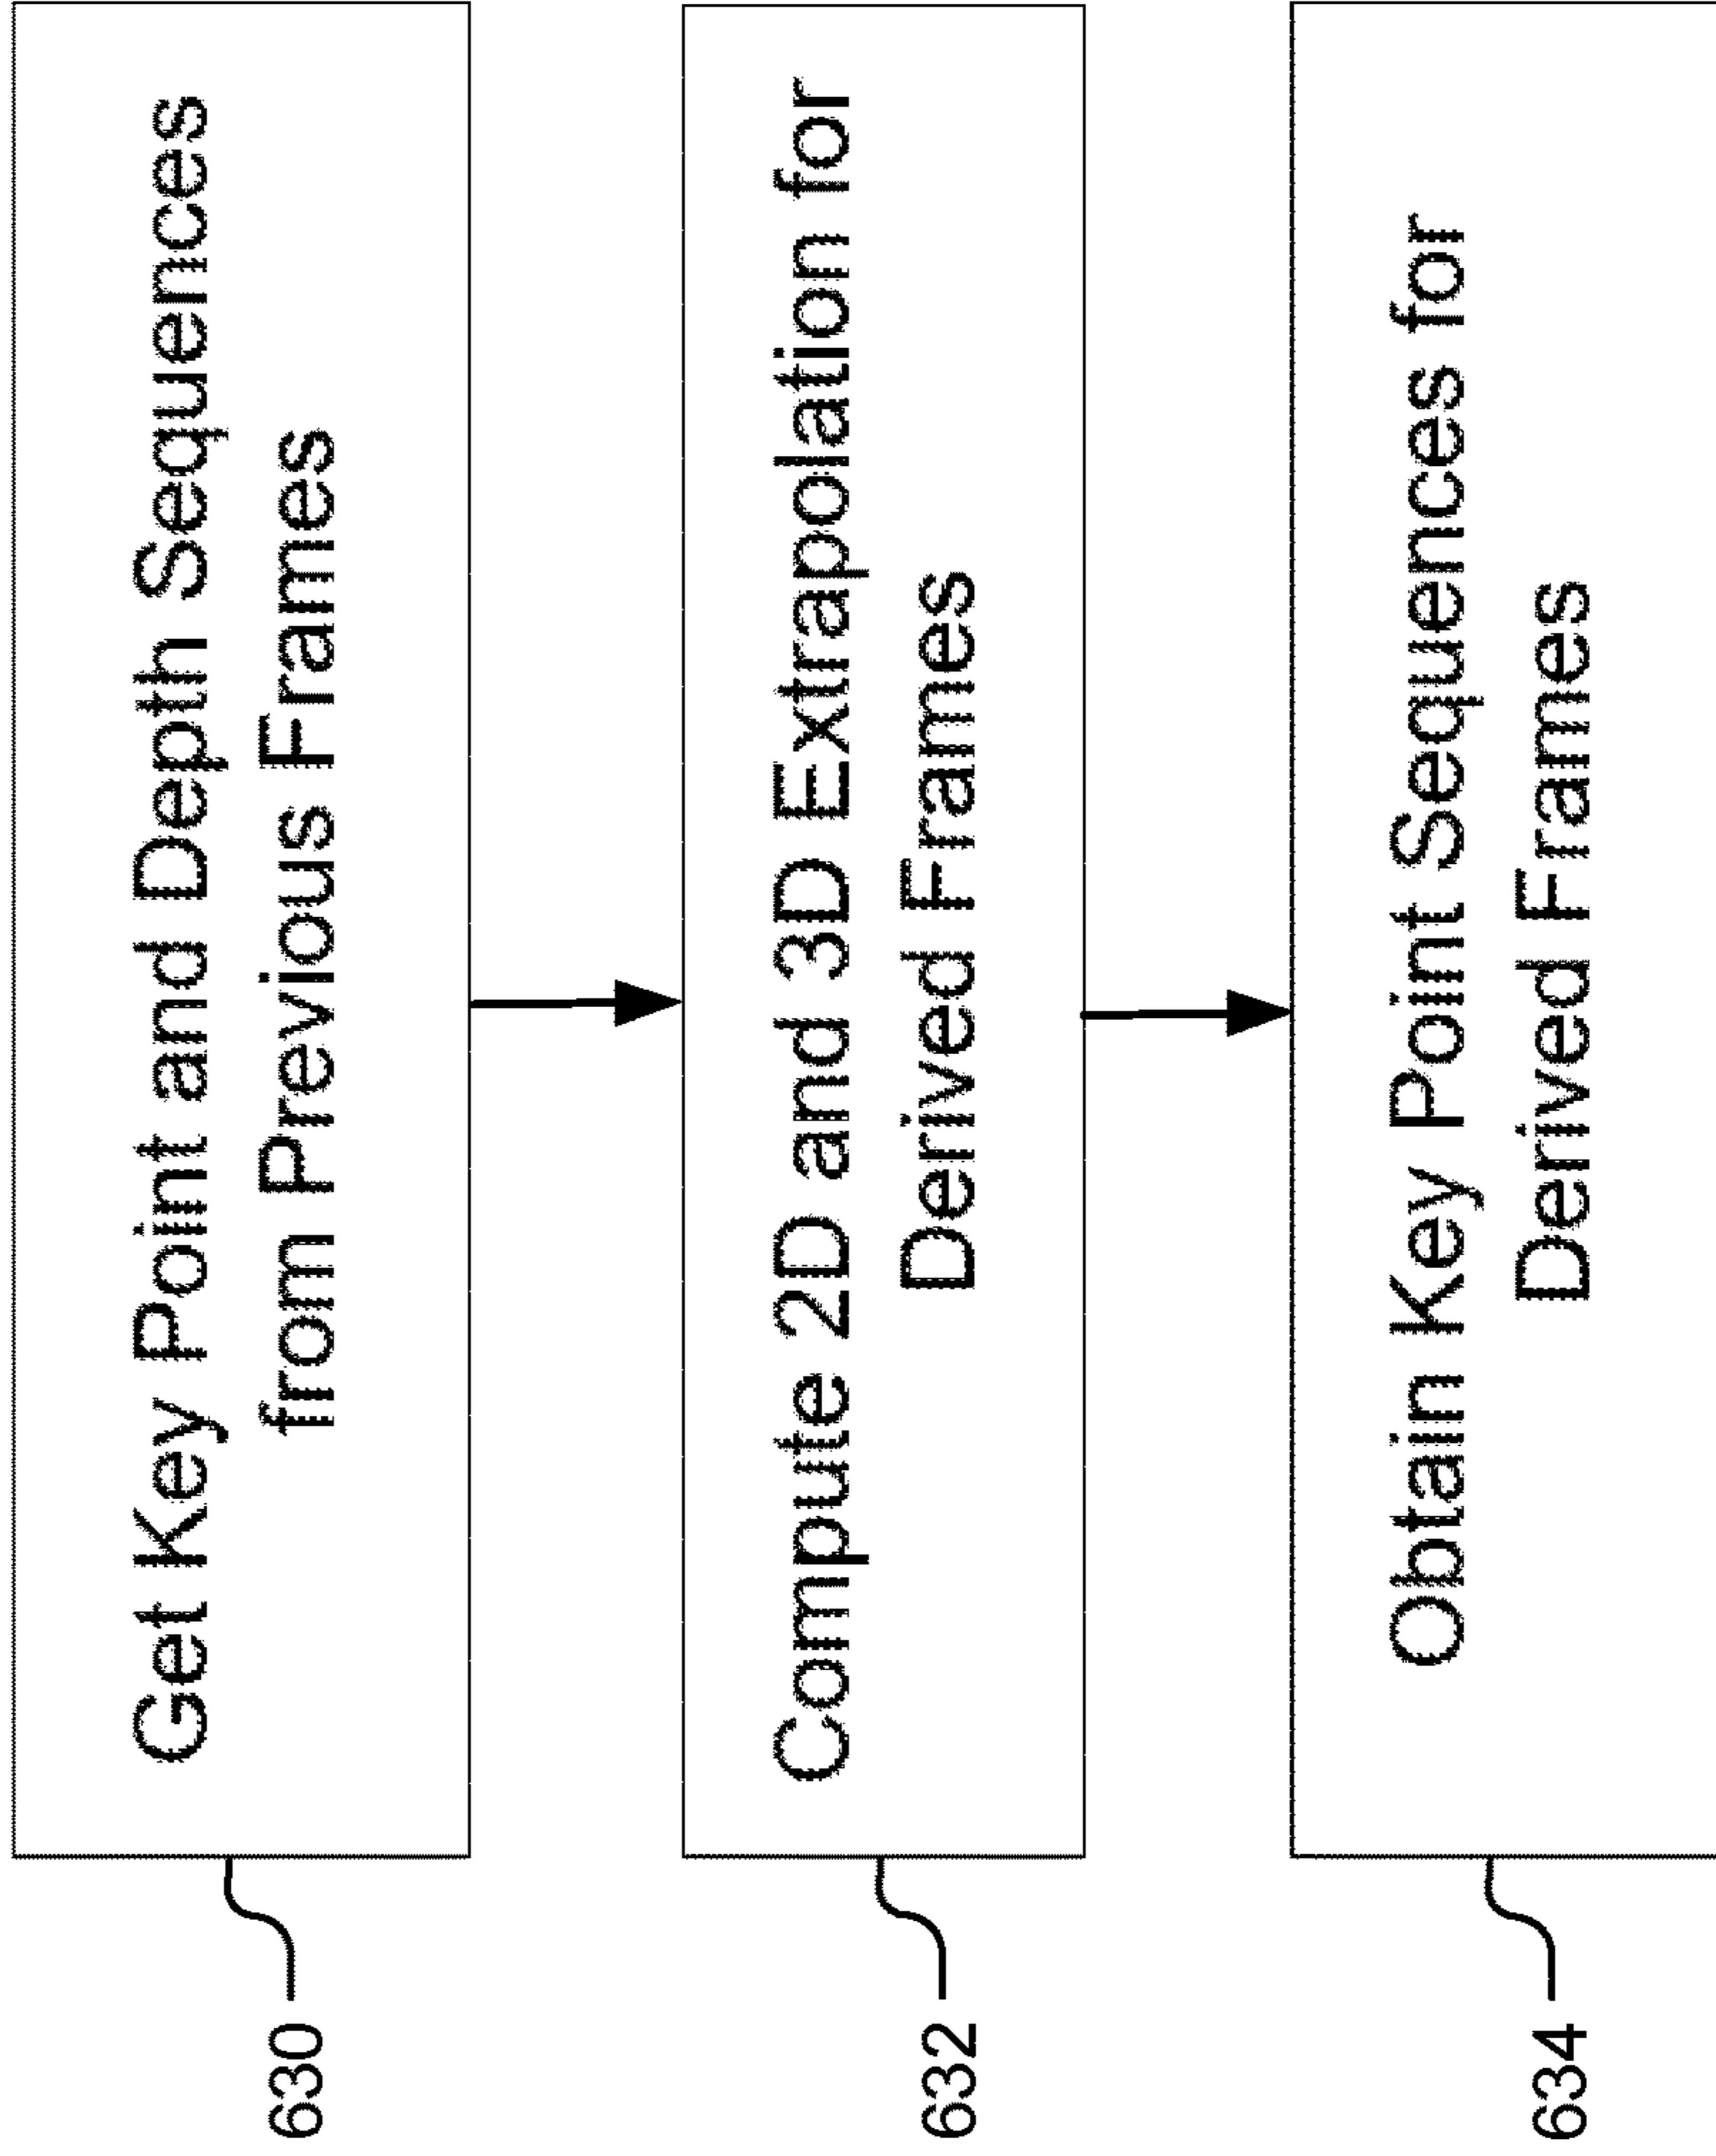 630
Get Key Point and Depth Sequences
from Previous Frames
632
Compute 2D and 3D Extrapolation for
Derived Frames
634
Obtain Key Point Sequences for
Derived Frames